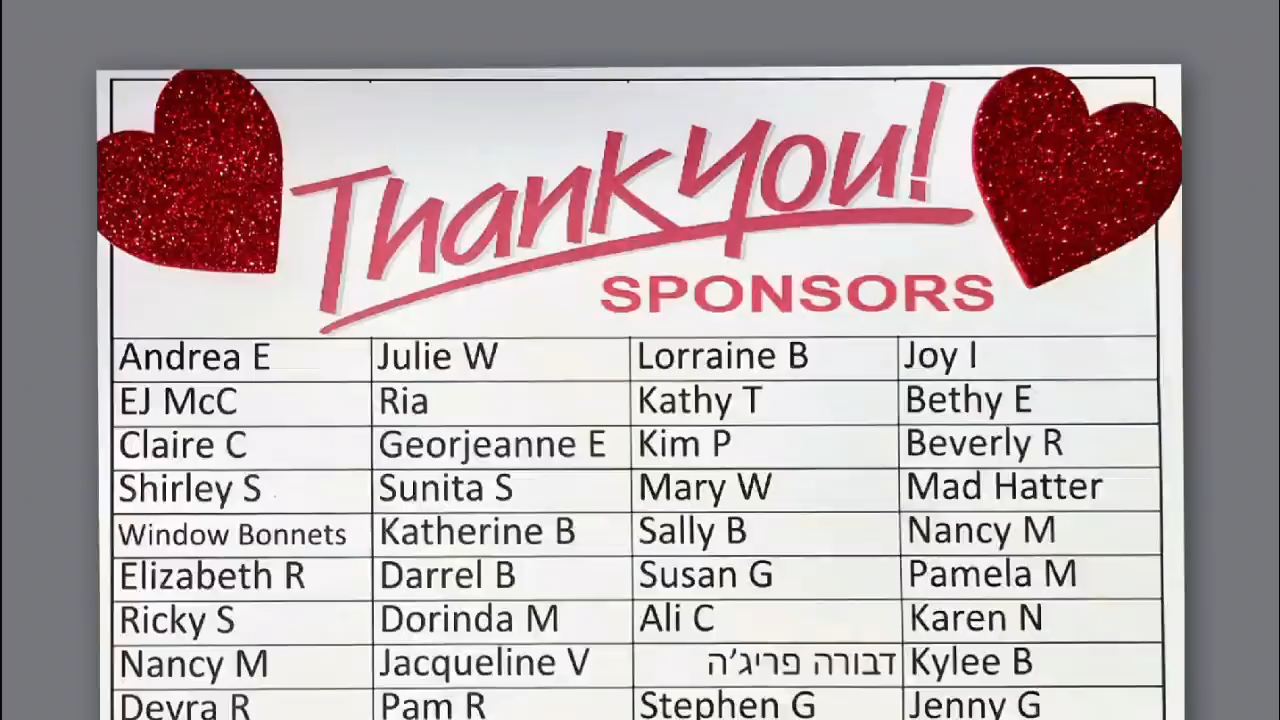 Thank You!
SPONSORS
Andrea E Julie W Lorraine B Joy I
EJ McC Ria Kathy T Bethy E
Claire C Georjeanne E Kim P Beverly R
Shirley S Sunita S Mary W Mad Hatter
Window Bonnets Katherine B Sally B Nancy M
Elizabeth R Darrel B Susan G Pamela M
Ricky S Dorinda M Ali C Karen N
Nancy M Jacqueline V דבורה פריג'ה Kylee B
Devra R Pam R Stephen G Jenny G